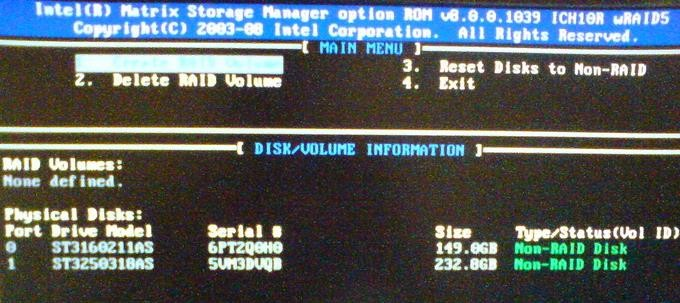 Intel(R) Matrix Storage Manager option ROM v8.0.0.1039 ICH10R wRAID5
Copyright(C) 2003-08 Intel Corporation. All Rights Reserved.
[ MAIN MENU ]
1. Create RAID Volume 3. Reset Disks to Non-RAID
2. Delete RAID Volume 4. Exit
[ DISK/VOLUME INFORMATION ]
RAID Volumes:
None defined.
Physical Disks:
Port Drive Model Serial # Size Type/Status(Vol ID)
0 ST3160211AS 6PT2Q0H0 149.0GB Non-RAID Disk
1 ST3250318AS 5VM3DVQB 232.8GB Non-RAID Disk